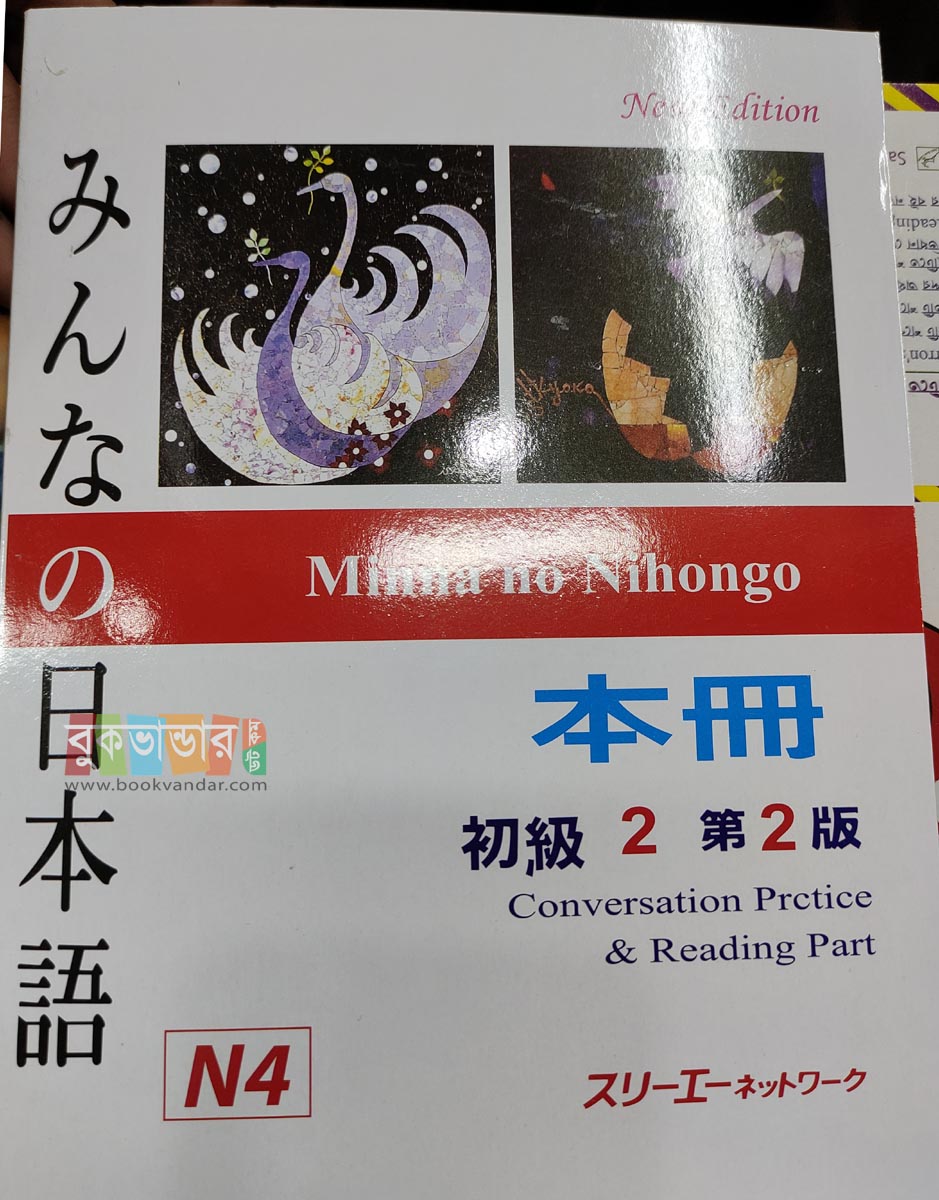 New Edition
みんなの日本語
Minna no Nihongo
本冊
初級 2 第2版
Conversation Prctice
& Reading Part
N4
スリーエーネットワーク
বুকভান্ডার
www.bookvandar.com